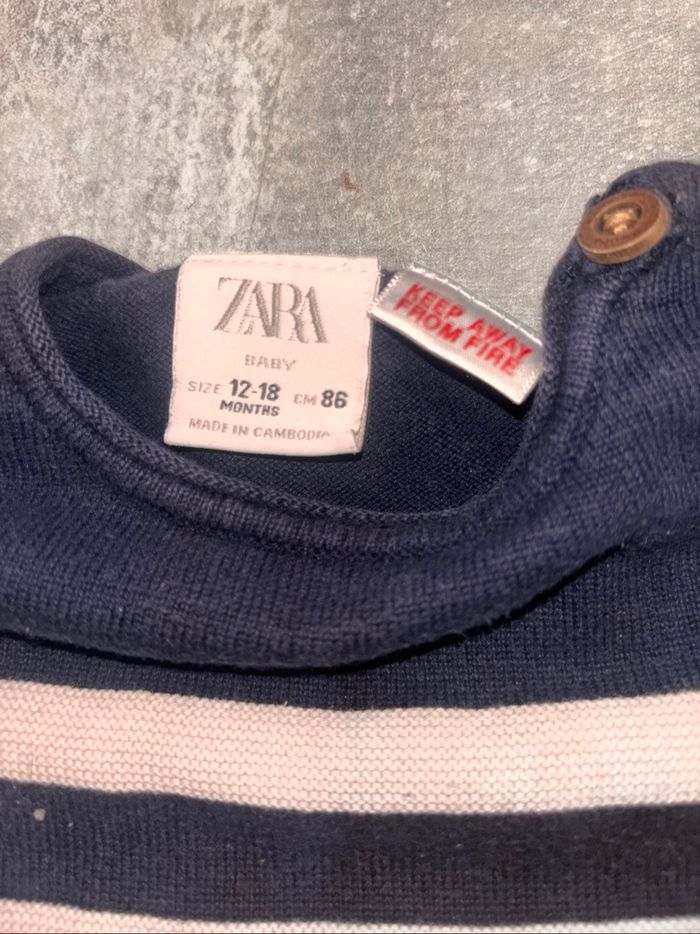 ZARA
BABY
SIZE 12-18 CM 86
MONTHS
MADE IN CAMBODIA
KEEP AWAY
FROM FIRE